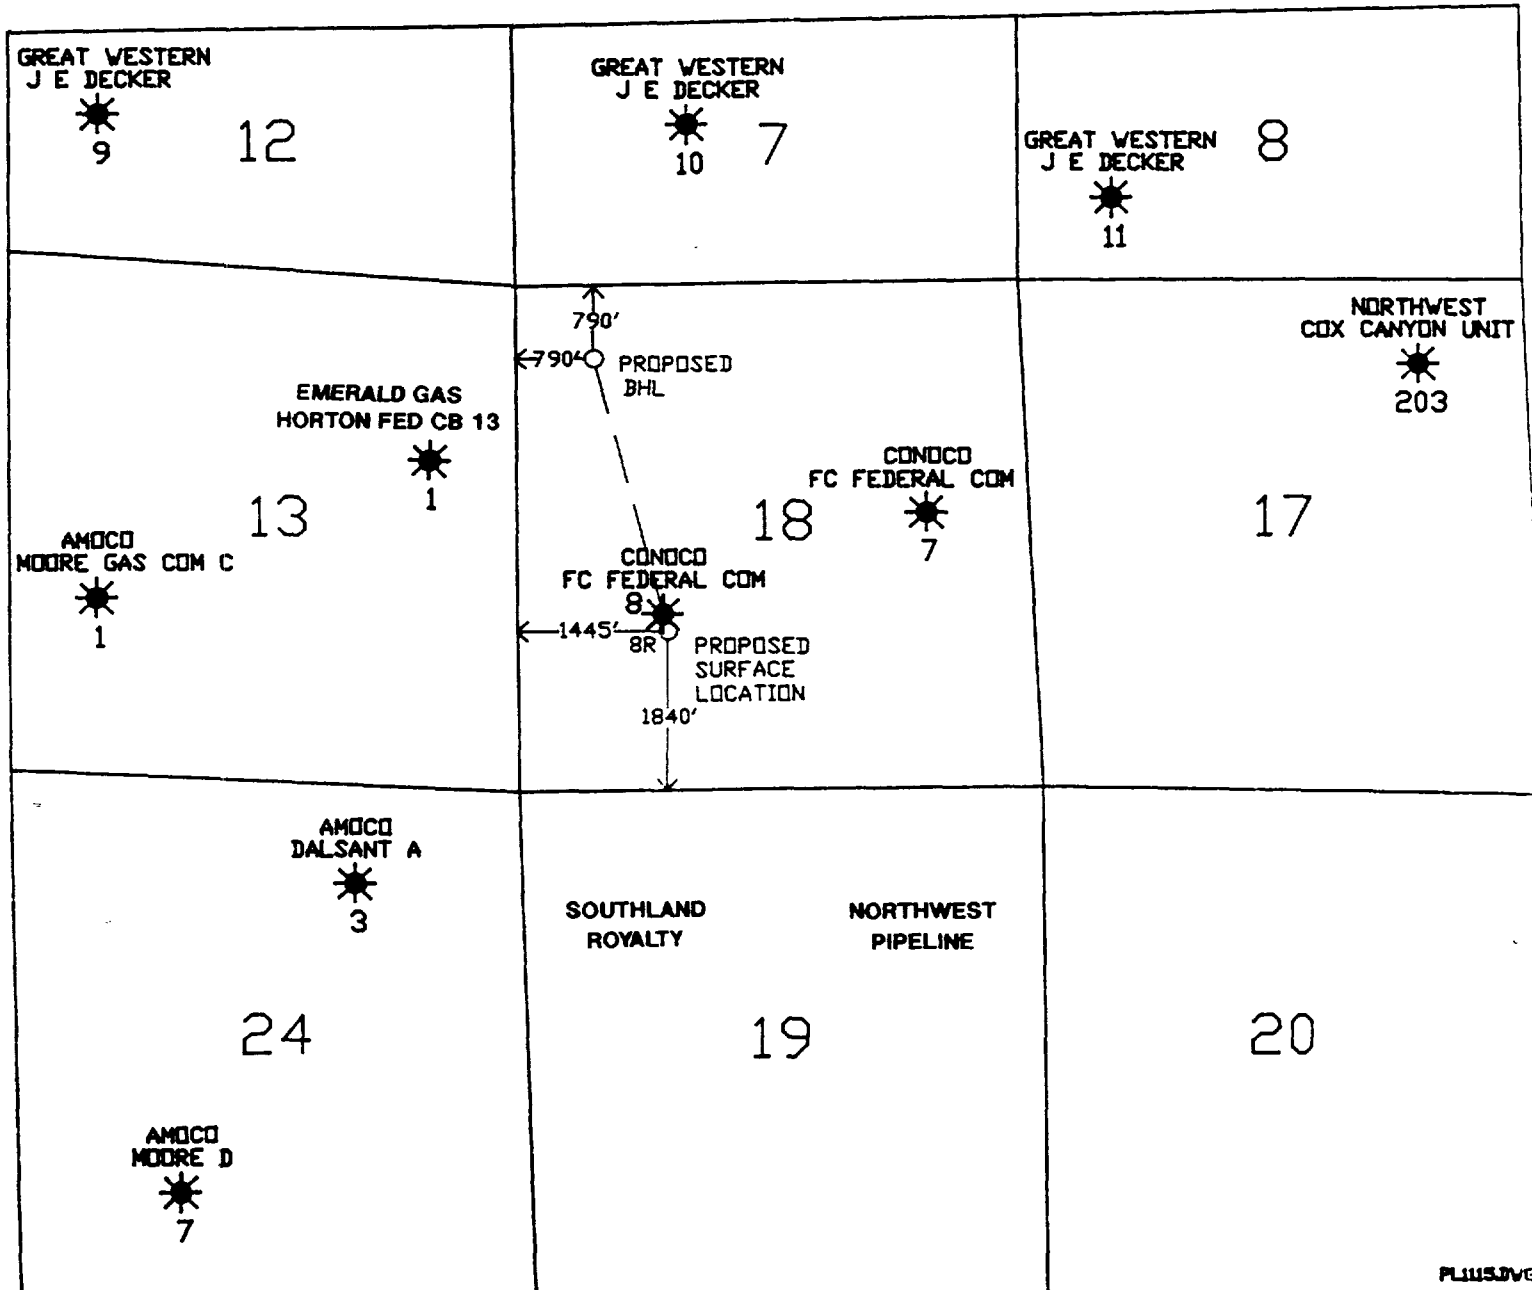 GREAT WESTERN
J E DECKER
9
12
GREAT WESTERN
J E DECKER
10
7
GREAT WESTERN
J E DECKER
11
8
790'
790'
PROPOSED
BHL
NORTHWEST
COX CANYON UNIT
203
EMERALD GAS
HORTON FED CB 13
1
13
AMOCO
MOORE GAS COM C
1
CONOCO
FC FEDERAL COM
7
18
17
CONOCO
FC FEDERAL COM
8
1445'
8R
PROPOSED
SURFACE
LOCATION
1840'
AMOCO
DALSANT A
3
SOUTHLAND
ROYALTY
NORTHWEST
PIPELINE
24
19
20
AMOCO
MOORE D
7
PL1115.DWG